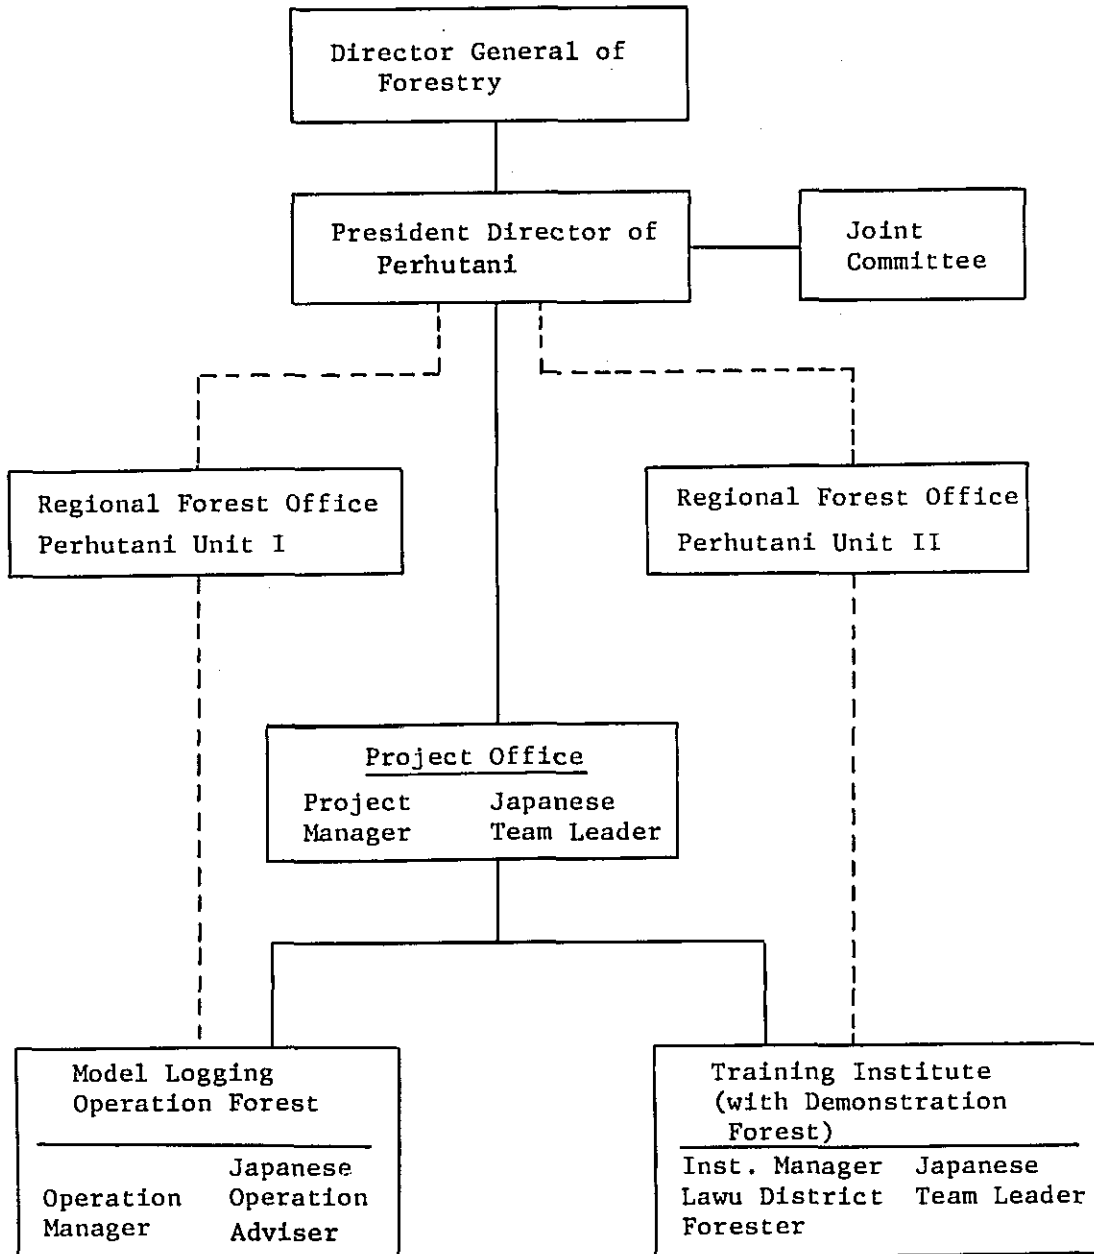 Director General of
Forestry
President Director of
Perhutani
Joint
Committee
Regional Forest Office
Perhutani Unit I
Regional Forest Office
Perhutani Unit II
Project Office
Project Manager
Japanese Team Leader
Model Logging
Operation Forest
Operation Manager
Japanese
Operation
Adviser
Training Institute
(with Demonstration
Forest)
Inst. Manager
Lawu District
Forester
Japanese
Team Leader